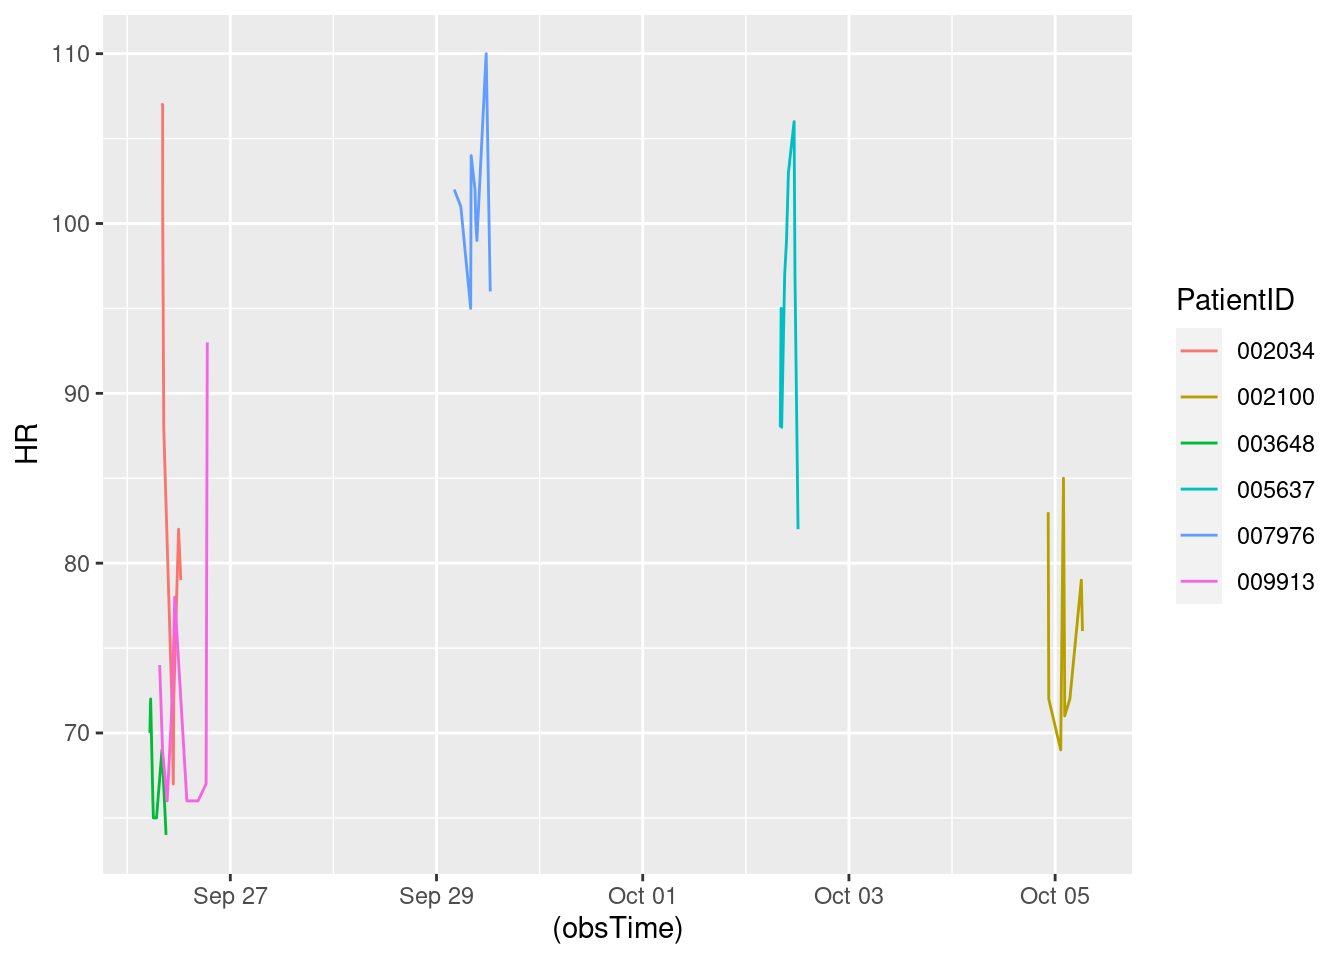 110
100
90
80
70
HR
Sep 27
Sep 29
Oct 01
Oct 03
Oct 05
(obsTime)
PatientID
002034
002100
003648
005637
007976
009913